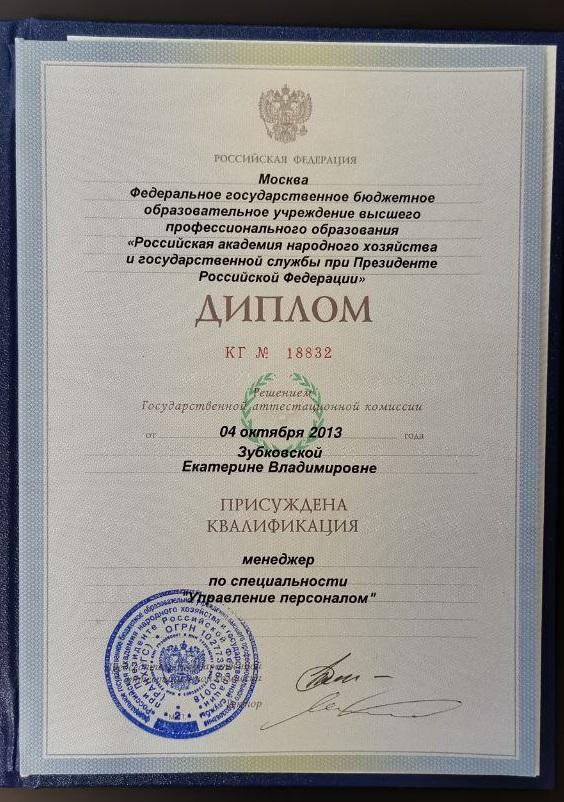 РОССИЙСКАЯ ФЕДЕРАЦИЯ
Москва
Федеральное государственное бюджетное
образовательное учреждение высшего
профессионального образования
«Российская академия народного хозяйства
и государственной службы при Президенте
Российской Федерации»
ДИПЛОМ
КГ № 18832
Решением
Государственной аттестационной комиссии
от 04 октября 2013 года
Зубковской
Екатерине Владимировне
ПРИСУЖДЕНА
КВАЛИФИКАЦИЯ
менеджер
по специальности
"Управление персоналом"